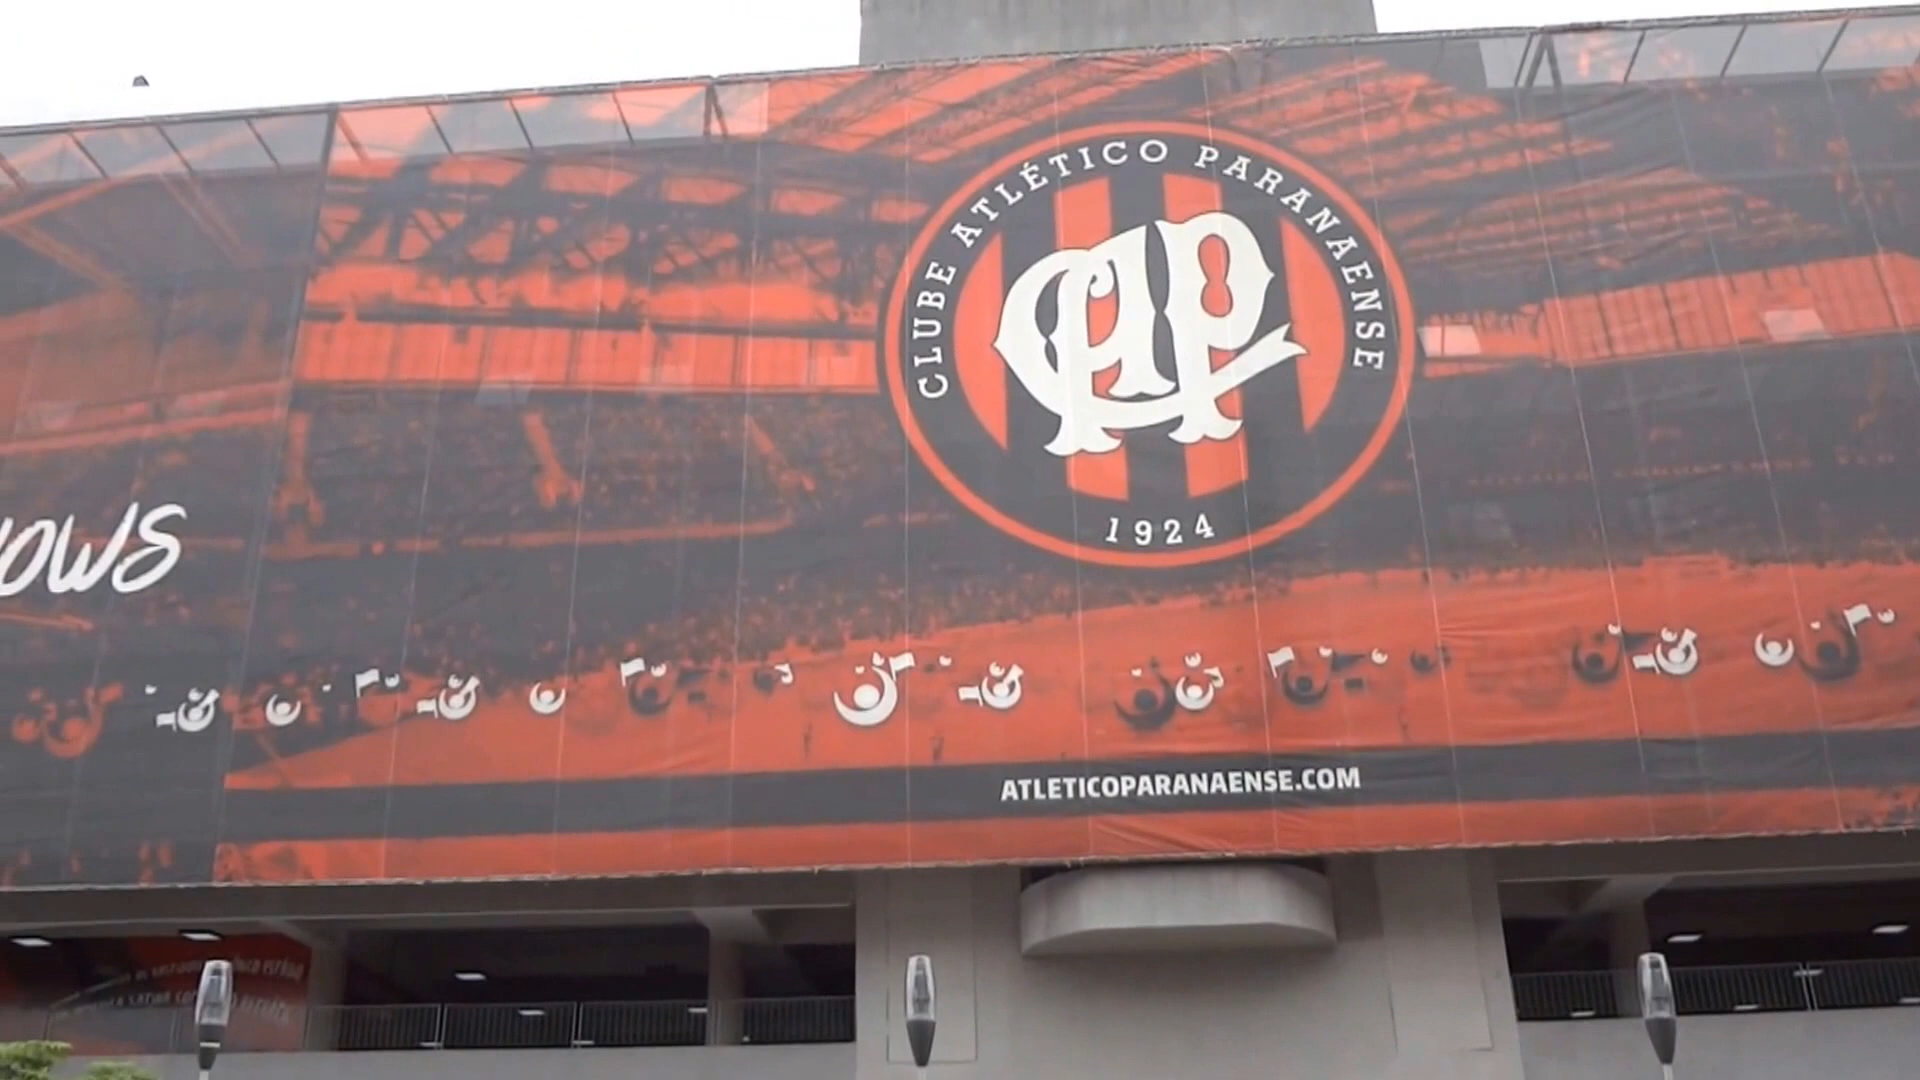 CLUBE ATLÉTICO PARANAENSE
CAP
1924
OWS
ATLETICOPARANAENSE.COM